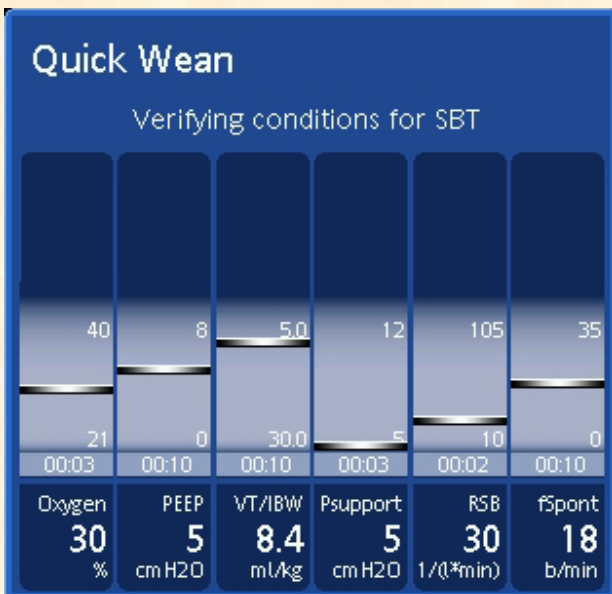 Quick Wean
Verifying conditions for SBT
40 8 5.0 12 105 35
21 0 30.0 5 10 0
00:03 00:10 00:10 00:03 00:02 00:10
Oxygen PEEP VT/IBW Psupport RSB fSpont
30 5 8.4 5 30 18
% cmH2O ml/kg cmH2O 1/(l*min) b/min